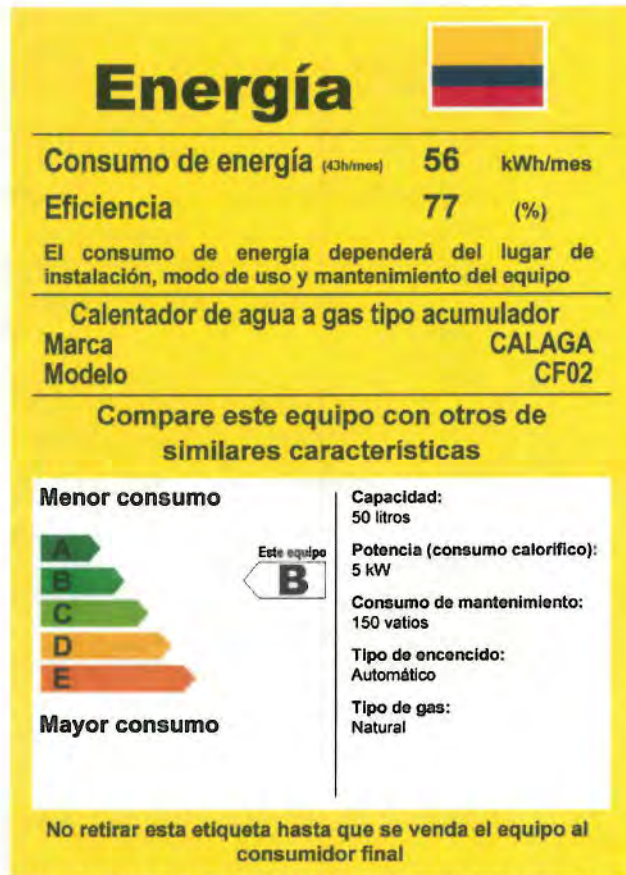 Energía
Consumo de energía (43h/mes) 56 kWh/mes
Eficiencia 77 (%)
El consumo de energía dependerá del lugar de
instalación, modo de uso y mantenimiento del equipo
Calentador de agua a gas tipo acumulador
Marca CALAGA
Modelo CF02
Compare este equipo con otros de
similares características
Menor consumo
A
B
C
D
E
Mayor consumo
Este equipo
B
Capacidad:
50 litros
Potencia (consumo calorífico):
5 kW
Consumo de mantenimiento:
150 vatios
Tipo de encencido:
Automático
Tipo de gas:
Natural
No retirar esta etiqueta hasta que se venda el equipo al
consumidor final